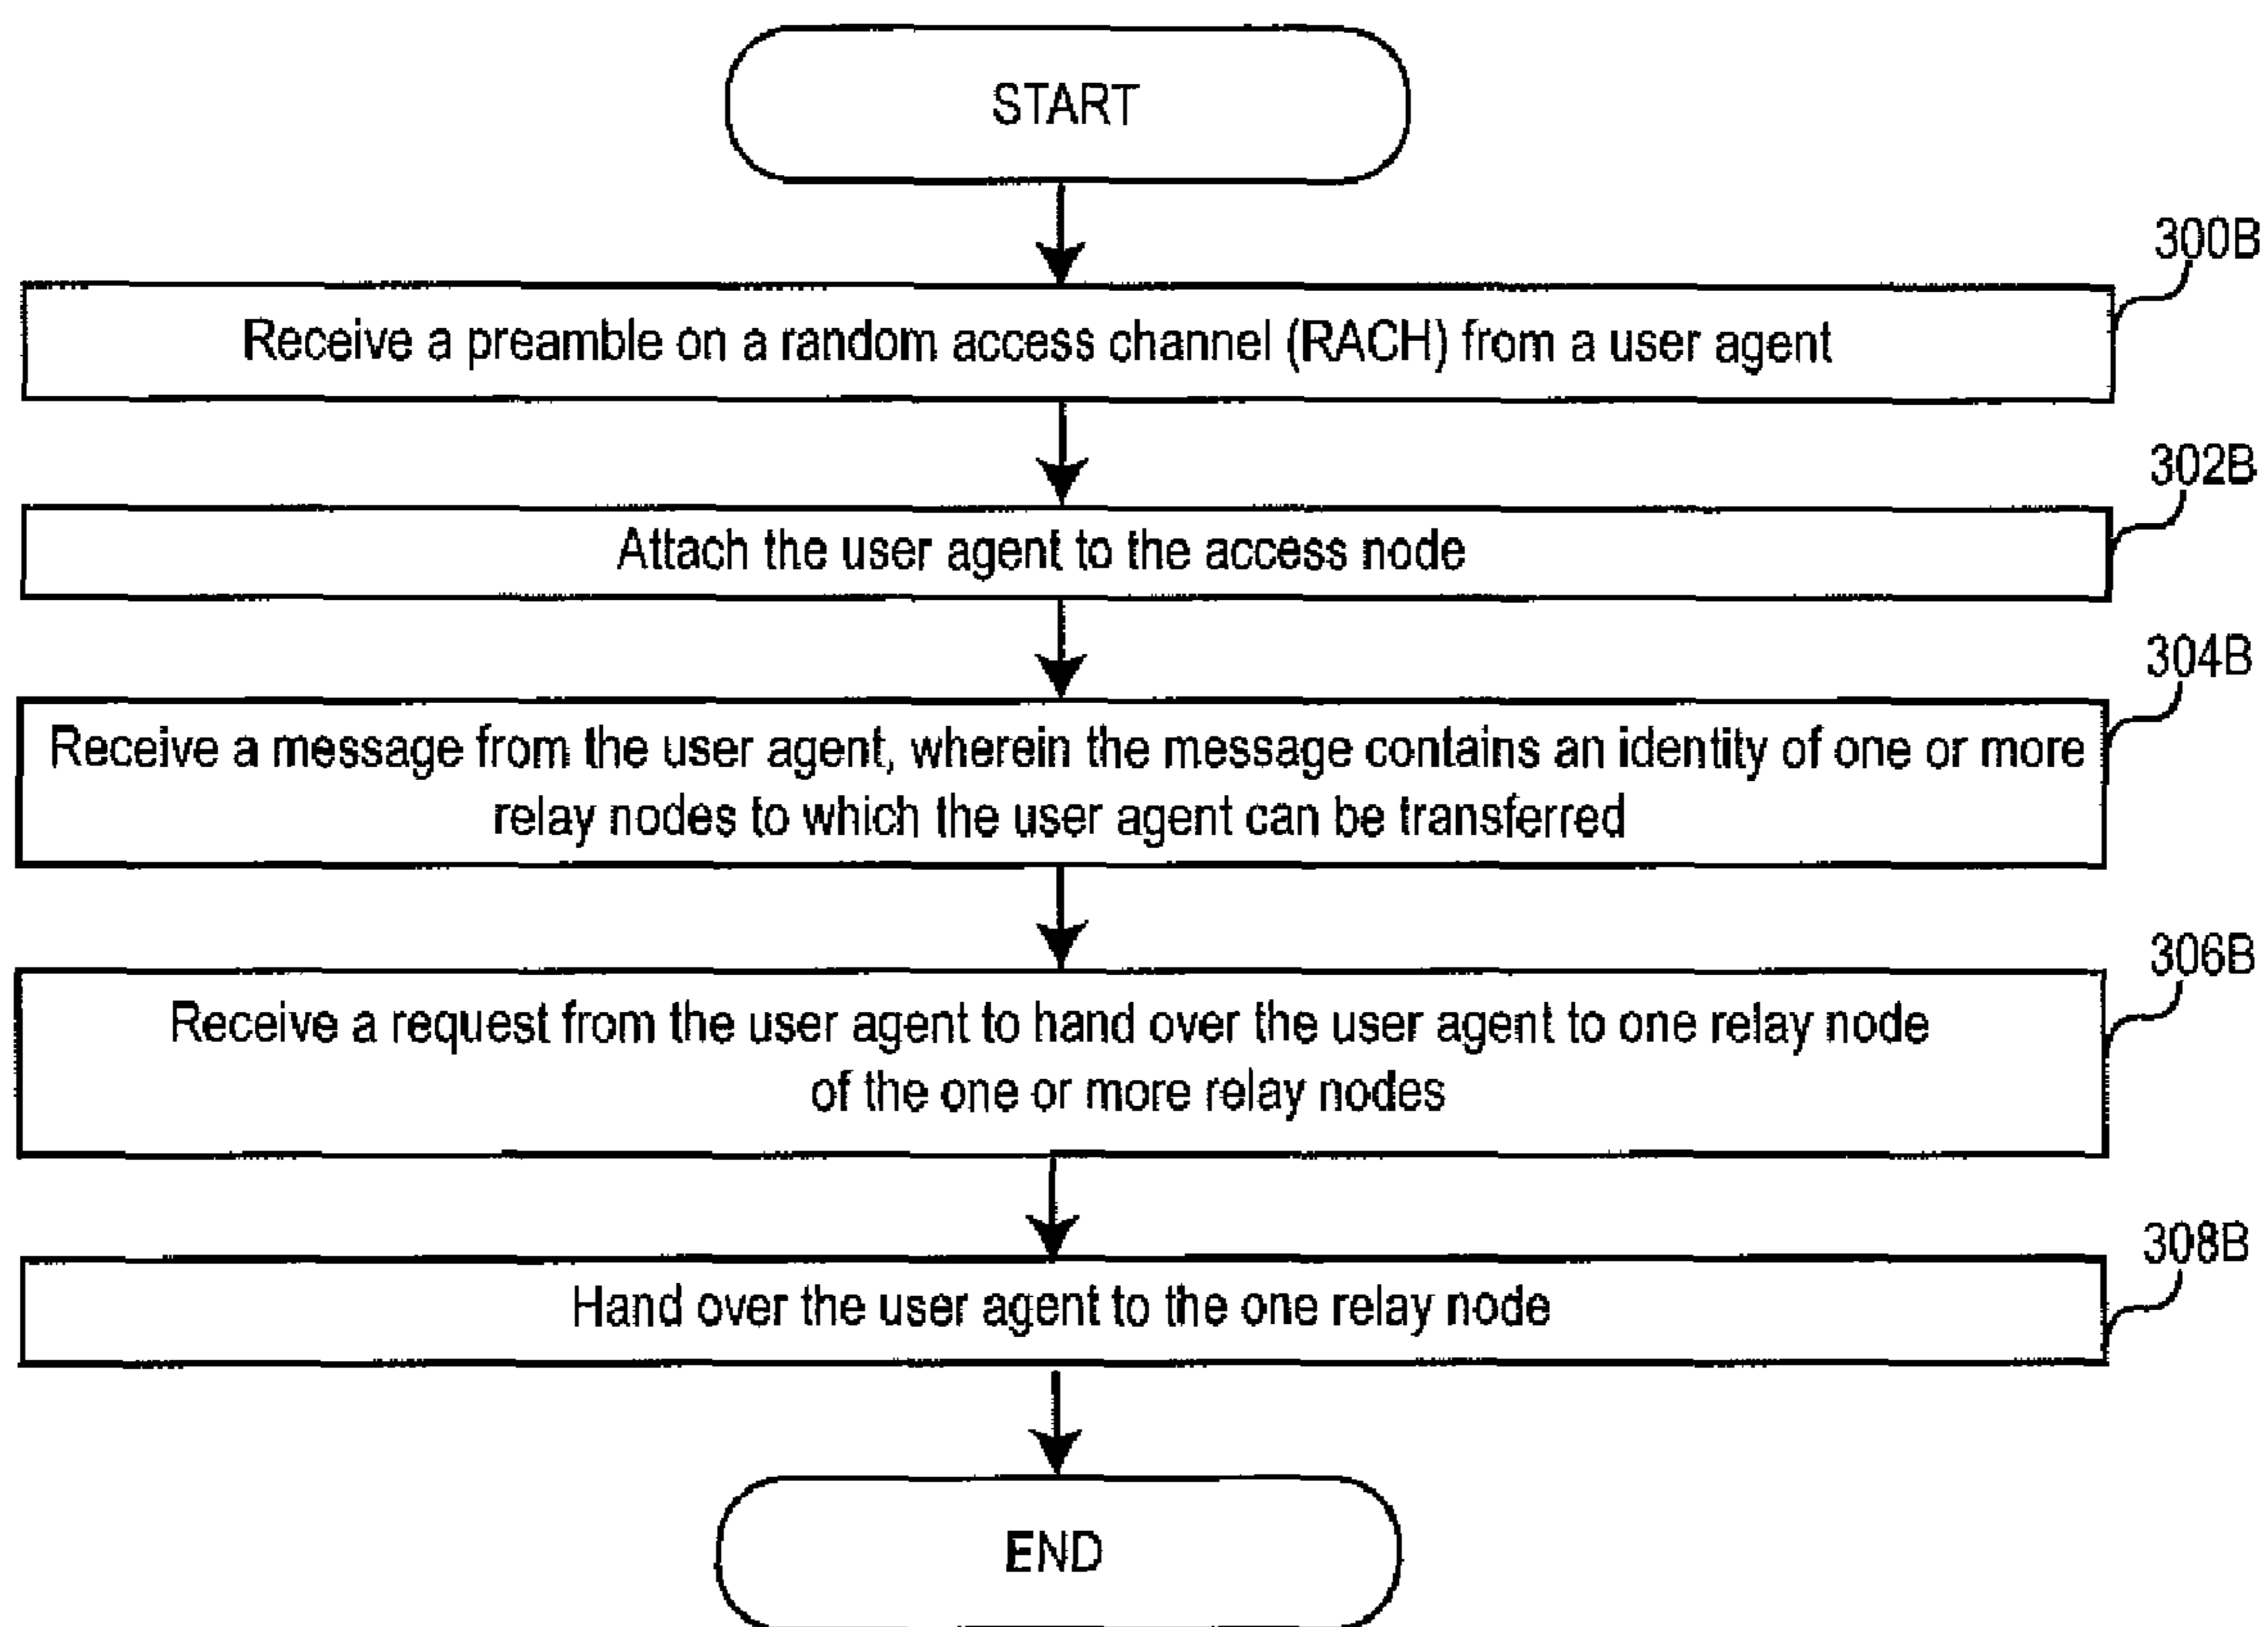 START
300B
Receive a preamble on a random access channel (RACH) from a user agent
302B
Attach the user agent to the access node
304B
Receive a message from the user agent, wherein the message contains an identity of one or more
relay nodes to which the user agent can be transferred
306B
Receive a request from the user agent to hand over the user agent to one relay node
of the one or more relay nodes
308B
Hand over the user agent to the one relay node
END